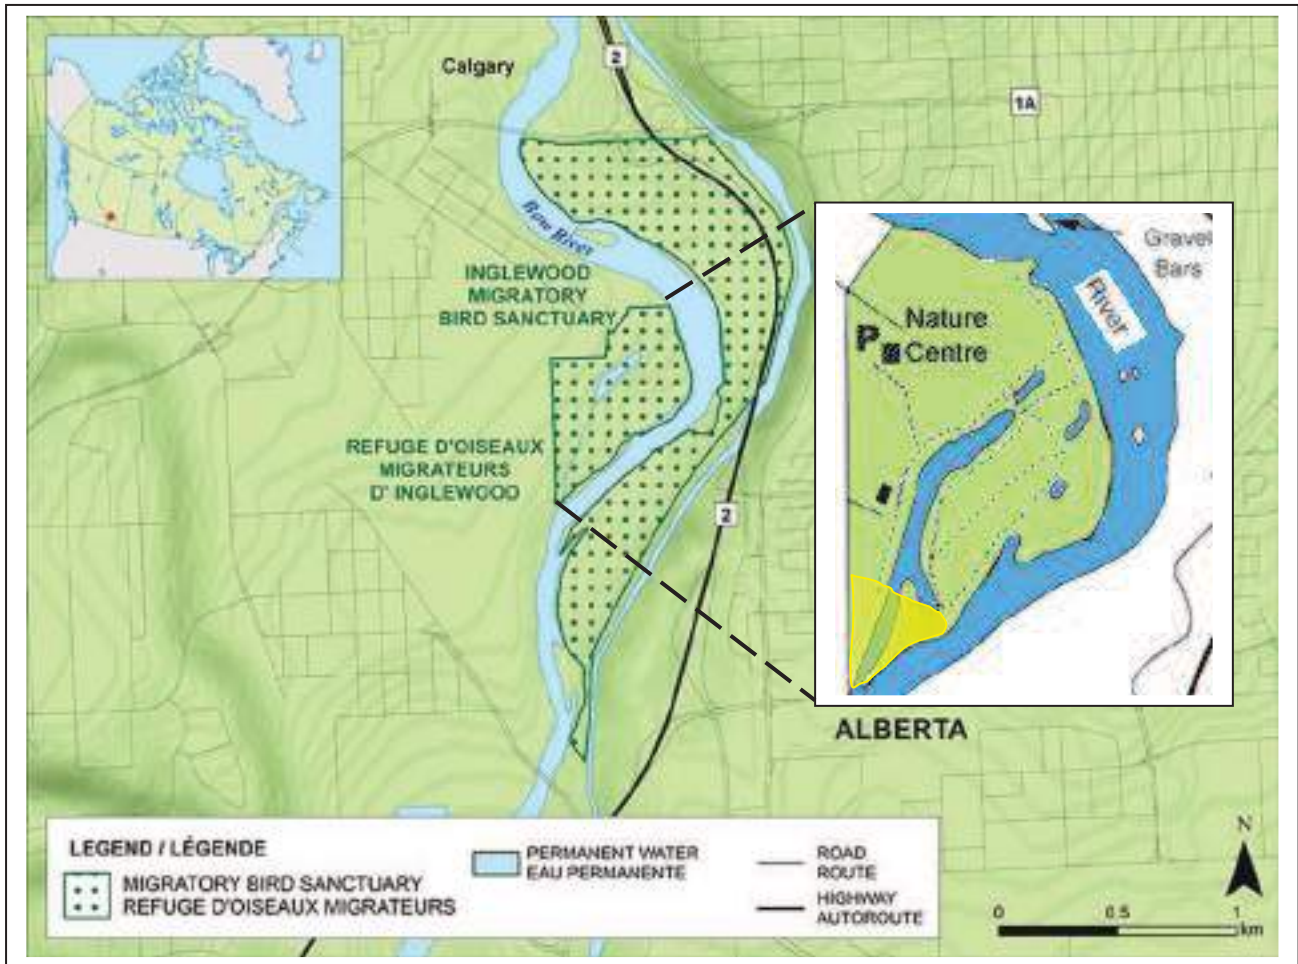 Calgary
2
1A
Bow River
INGLEWOOD
MIGRATORY
BIRD SANCTUARY
REFUGE D'OISEAUX
MIGRATEURS
D' INGLEWOOD
2
Gravel
Bars
River
Nature
P
Centre
ALBERTA
LEGEND / LÉGENDE
MIGRATORY BIRD SANCTUARY
REFUGE D'OISEAUX MIGRATEURS
PERMANENT WATER
EAU PERMANENTE
ROAD
ROUTE
HIGHWAY
AUTOROUTE
N
0 0.5 1
km